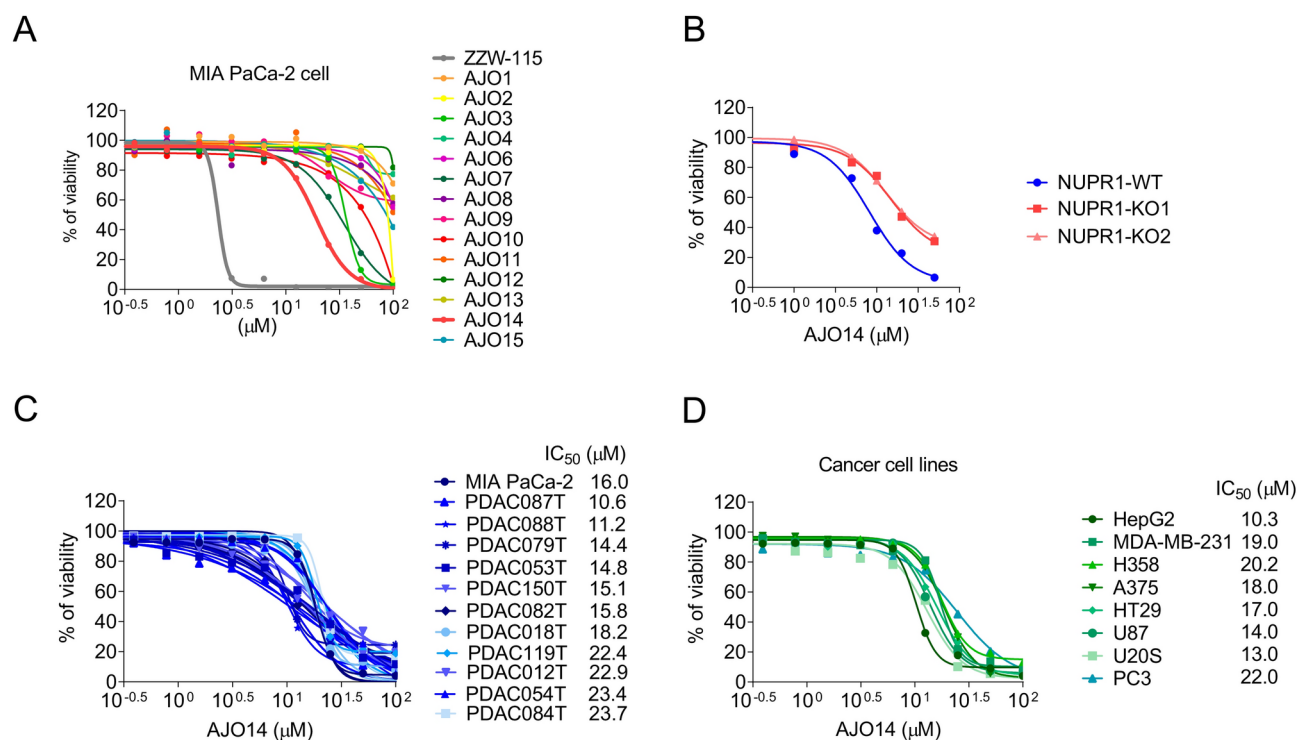 A
MIA PaCa-2 cell
% of viability
120
100
80
60
40
20
0
10^-0.5 10^0 10^0.5 10^1 10^1.5 10^2
(μM)
ZZW-115
AJO1
AJO2
AJO3
AJO4
AJO6
AJO7
AJO8
AJO9
AJO10
AJO11
AJO12
AJO13
AJO14
AJO15
B
% of viability
120
100
80
60
40
20
0
10^-0.5 10^0 10^0.5 10^1 10^1.5 10^2
AJO14 (μM)
NUPR1-WT
NUPR1-KO1
NUPR1-KO2
C
% of viability
120
100
80
60
40
20
0
10^-0.5 10^0 10^0.5 10^1 10^1.5 10^2
AJO14 (μM)
IC50 (μM)
MIA PaCa-2 16.0
PDAC087T 10.6
PDAC088T 11.2
PDAC079T 14.4
PDAC053T 14.8
PDAC150T 15.1
PDAC082T 15.8
PDAC018T 18.2
PDAC119T 22.4
PDAC012T 22.9
PDAC054T 23.4
PDAC084T 23.7
D
Cancer cell lines
% of viability
120
100
80
60
40
20
0
10^-0.5 10^0 10^0.5 10^1 10^1.5 10^2
AJO14 (μM)
IC50 (μM)
HepG2 10.3
MDA-MB-231 19.0
H358 20.2
A375 18.0
HT29 17.0
U87 14.0
U20S 13.0
PC3 22.0